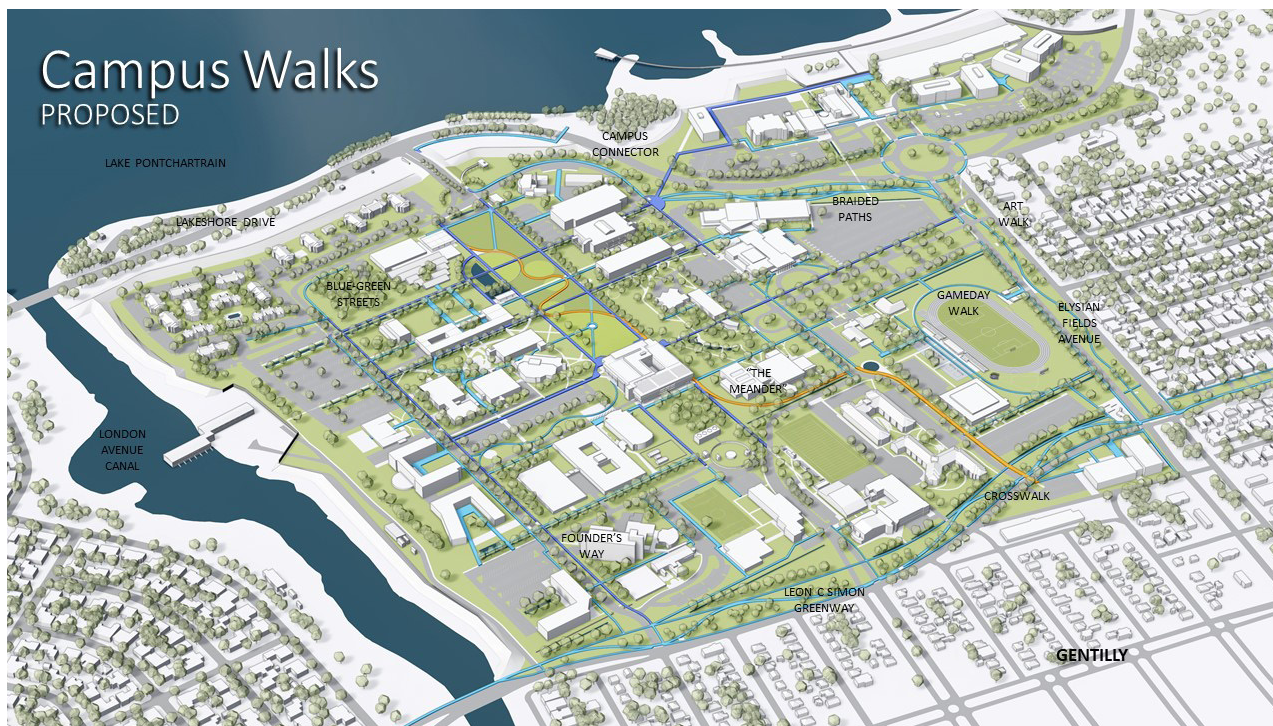 Campus Walks
PROPOSED
LAKE PONTCHARTRAIN
CAMPUS
CONNECTOR
LAKESHORE DRIVE
BRAIDED
PATHS
ART
WALK
BLUE-GREEN
STREETS
GAMEDAY
WALK
ELYSIAN
FIELDS
AVENUE
"THE
MEANDER"
LONDON
AVENUE
CANAL
CROSSWALK
FOUNDER'S
WAY
LEON C SIMON
GREENWAY
GENTILLY